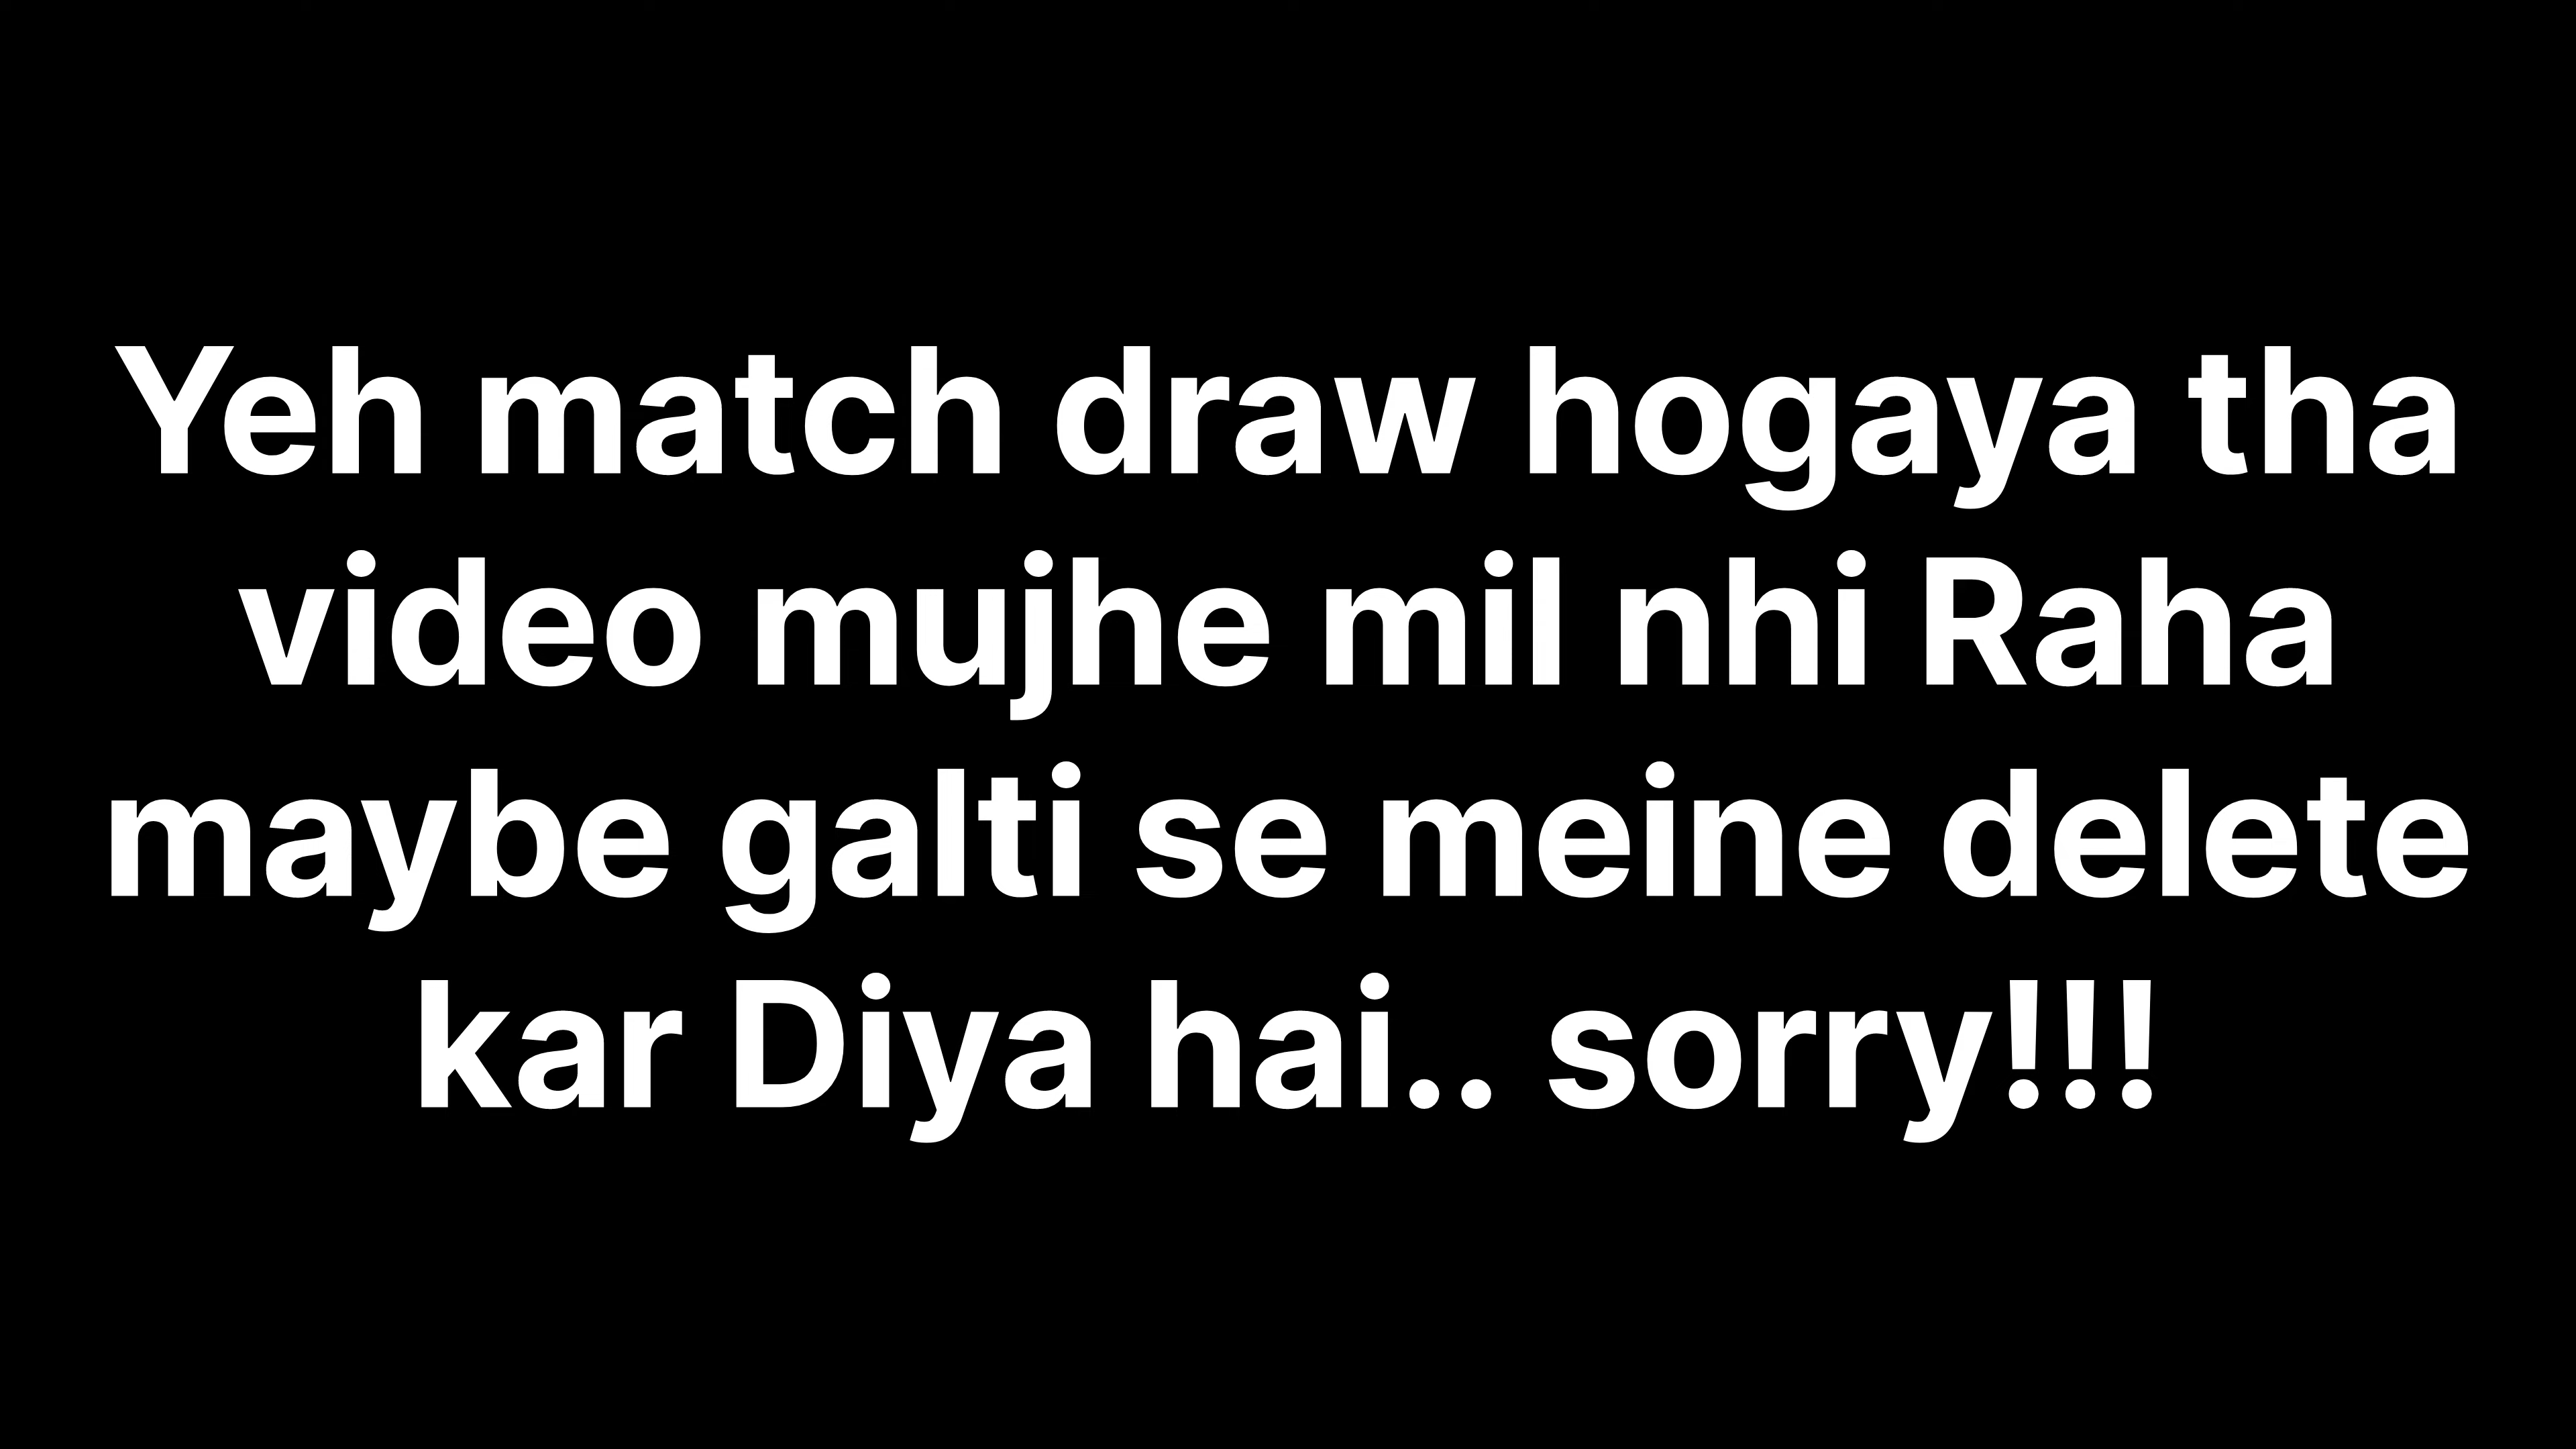 Yeh match draw hogaya tha
video mujhe mil nhi Raha
maybe galti se meine delete
kar Diya hai.. sorry!!!